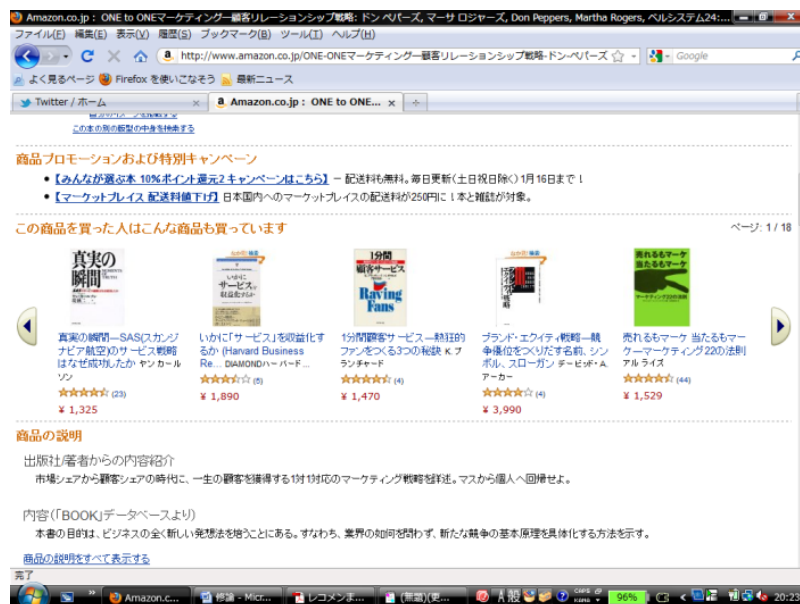 Amazon.co.jp： ONE to ONEマーケティング―顧客リレーションシップ戦略: ドン ペパーズ, マーサ ロジャーズ, Don Peppers, Martha Rogers, ベルシステム24:...
ファイル(F) 編集(E) 表示(V) 履歴(S) ブックマーク(B) ツール(T) ヘルプ(H)
http://www.amazon.co.jp/ONE-ONEマーケティング―顧客リレーションシップ戦略-ドン-ペパーズ
Google
よく見るページ Firefox を使いこなそう 最新ニュース
Twitter / ホーム
Amazon.co.jp： ONE to ONE...
この本の別の版型の中身を検索する
商品プロモーションおよび特別キャンペーン
【みんなが選ぶ本 10%ポイント還元2 キャンペーンはこちら】 － 配送料も無料。毎日更新(土日祝日除く)1月16日まで！
【マーケットプレイス 配送料値下げ】 日本国内へのマーケットプレイスの配送料が250円に！本と雑誌が対象。
この商品を買った人はこんな商品も買っています
ページ: 1 / 18
真実の瞬間
いかにサービスを収益化するか
1分間顧客サービス
Raving Fans
売れるもマーケ
当たるもマーケ
マーケティング22の法則
真実の瞬間―SAS(スカンジナビア航空)のサービス戦略はなぜ成功したか ヤン カールソン
(23)
¥ 1,325
いかに「サービス」を収益化するか (Harvard Business Re... DIAMONDハーバード...
(5)
¥ 1,890
1分間顧客サービス―熱狂的ファンをつくる3つの秘訣 K.ブランチャード
(4)
¥ 1,470
ブランド・エクイティ戦略―競争優位をつくりだす名前、シンボル、スローガン デービッド・A.アーカー
(4)
¥ 3,990
売れるもマーケ 当たるもマーケ―マーケティング22の法則 アル ライズ
(44)
¥ 1,529
商品の説明
出版社/著者からの内容紹介
市場シェアから顧客シェアの時代に、一生の顧客を獲得する1対1対応のマーケティング戦略を詳述。マスから個人へ回帰せよ。
内容(「BOOK」データベースより)
本書の目的は、ビジネスの全く新しい発想法を培うことにある。すなわち、業界の如何を問わず、新たな競争の基本原理を具体化する方法を示す。
商品の説明をすべて表示する
完了
Amazon.c...
修論 - Micr...
レコメンま...
(無題)(更...
A 般
CAPS
KANA
96%
20:23